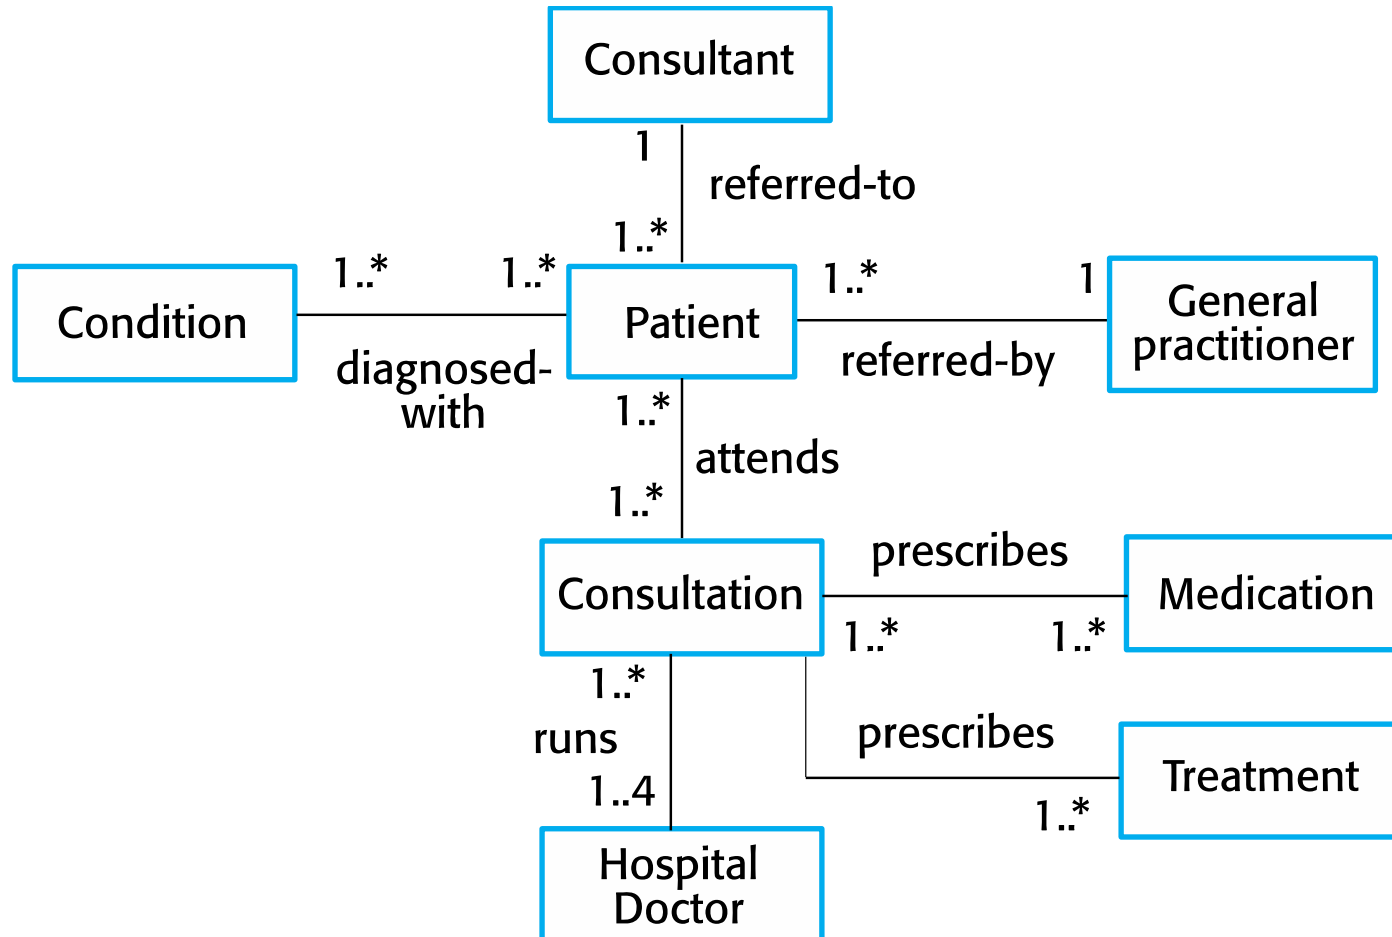 Consultant
1
referred-to
1..*
1..*
1..*
1..*
1
Condition
Patient
General
practitioner
diagnosed-
with
referred-by
1..*
attends
1..*
prescribes
Consultation
Medication
1..*
1..*
1..*
runs
prescribes
1..4
Treatment
1..*
Hospital
Doctor